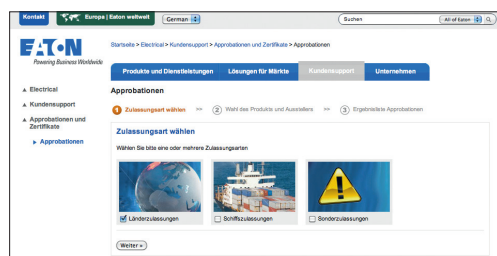 Kontakt Europa | Eaton weltweit German Suchen All of Eaton
EATON
Powering Business Worldwide
Startseite > Electrical > Kundensupport > Approbationen und Zertifikate > Approbationen
Produkte und Dienstleistungen Lösungen für Märkte Kundensupport Unternehmen
Electrical
Kundensupport
Approbationen und
Zertifikate
Approbationen
Approbationen
1 Zulassungsart wählen >> 2 Wahl des Produkts und Ausstellers >> 3 Ergebnisliste Approbationen
Zulassungsart wählen
Wählen Sie bitte eine oder mehrere Zulassungsarten
Länderzulassungen Schiffszulassungen Sonderzulassungen
Weiter »